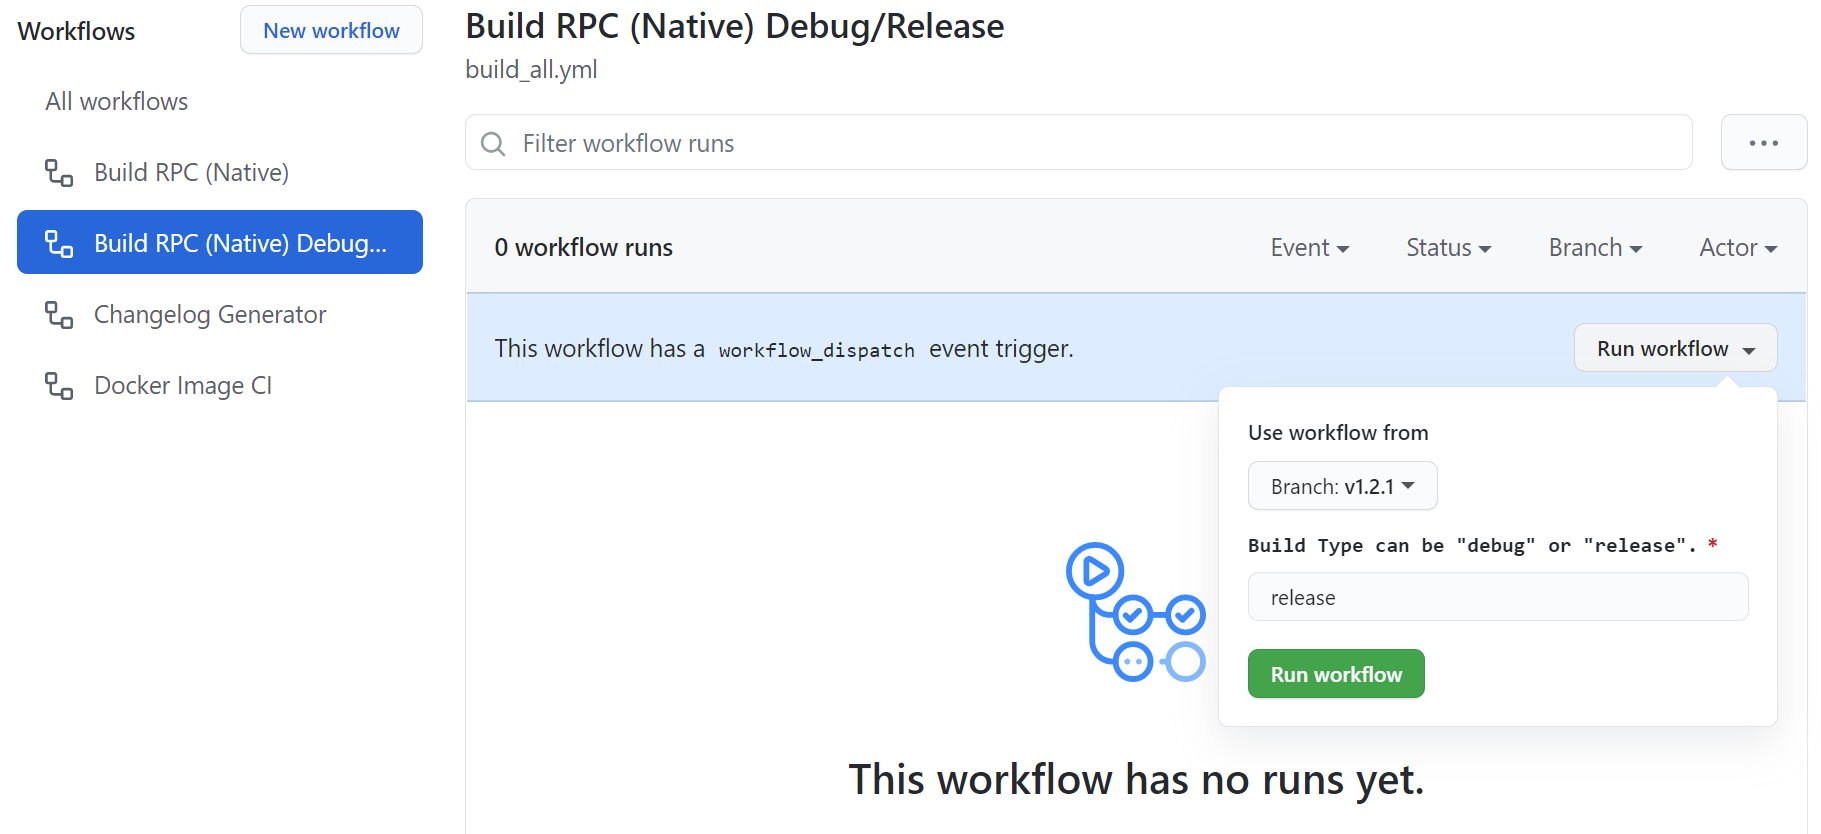 Workflows
New workflow
All workflows
Build RPC (Native)
Build RPC (Native) Debug...
Changelog Generator
Docker Image CI
Build RPC (Native) Debug/Release
build_all.yml
Filter workflow runs
0 workflow runs
Event
Status
Branch
Actor
This workflow has a workflow_dispatch event trigger.
Run workflow
Use workflow from
Branch: v1.2.1
Build Type can be "debug" or "release". *
release
Run workflow
This workflow has no runs yet.